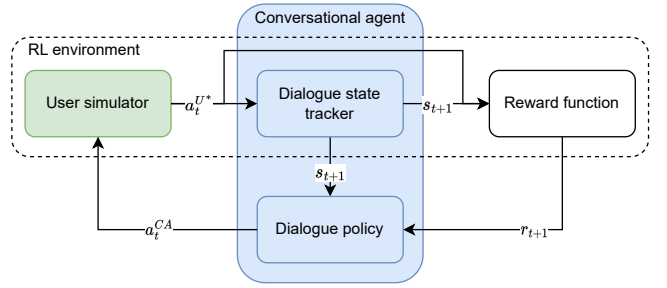 Conversational agent
RL environment
User simulator
$a_t^{U^*}$
Dialogue state
tracker
$s_{t+1}$
Reward function
$s_{t+1}$
$a_t^{CA}$
Dialogue policy
$r_{t+1}$